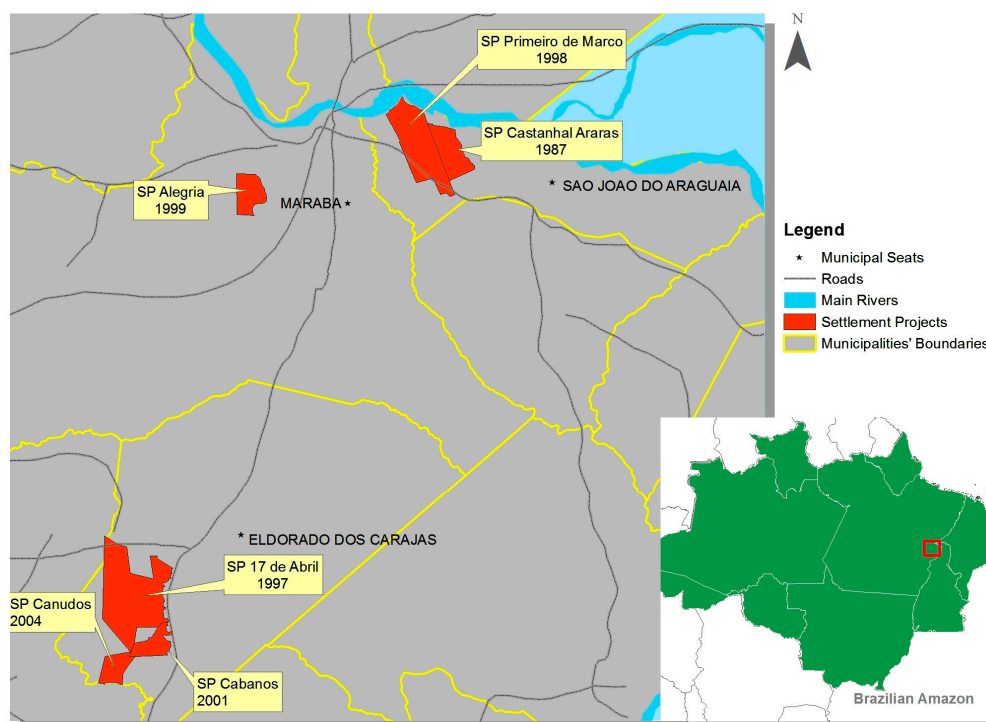 N
SP Primeiro de Marco
1998
SP Castanhal Araras
1987
SP Alegria
1999
MARABA
SAO JOAO DO ARAGUAIA
Legend
Municipal Seats
Roads
Main Rivers
Settlement Projects
Municipalities' Boundaries
ELDORADO DOS CARAJAS
SP 17 de Abril
1997
SP Canudos
2004
SP Cabanos
2001
Brazilian Amazon